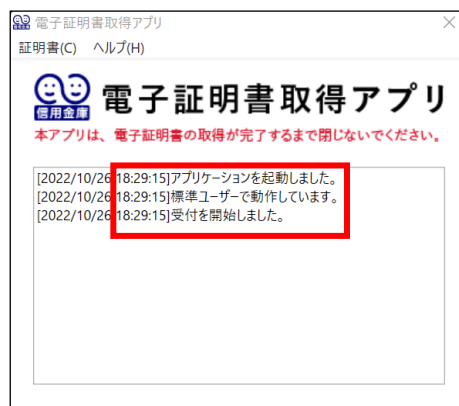 電子証明書取得アプリ
証明書(C) ヘルプ(H)
信用金庫
電子証明書取得アプリ
本アプリは、電子証明書の取得が完了するまで閉じないでください。
[2022/10/26 18:29:15]アプリケーションを起動しました。
[2022/10/26 18:29:15]標準ユーザーで動作しています。
[2022/10/26 18:29:15]受付を開始しました。